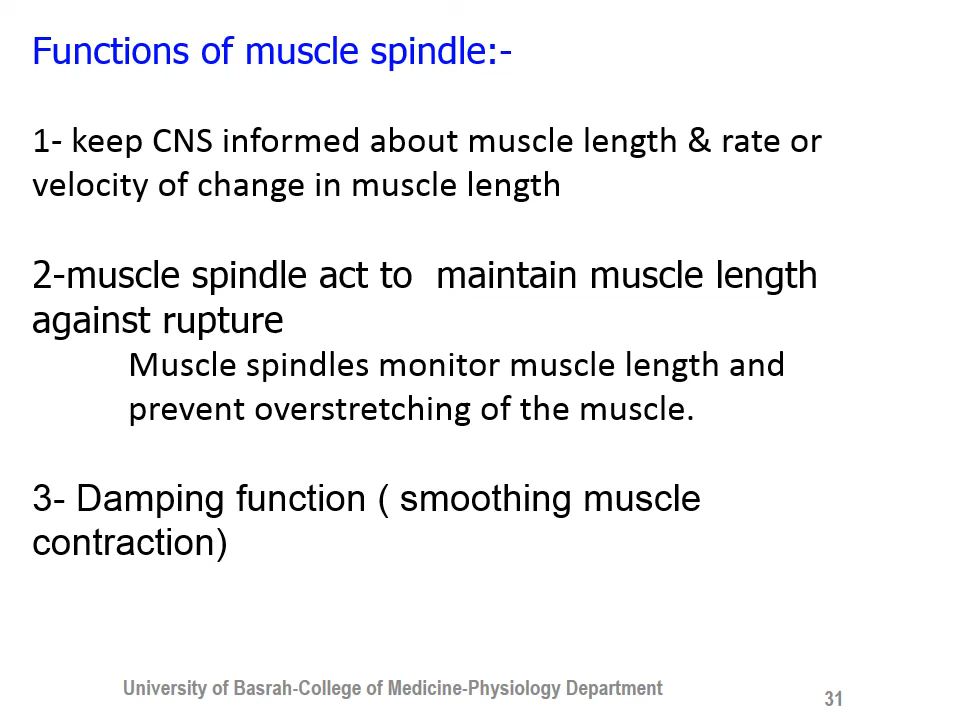 Functions of muscle spindle:-
1- keep CNS informed about muscle length & rate or
velocity of change in muscle length
2-muscle spindle act to  maintain muscle length
against rupture
Muscle spindles monitor muscle length and
prevent overstretching of the muscle.
3- Damping function ( smoothing muscle
contraction)
University of Basrah-College of Medicine-Physiology Department
31